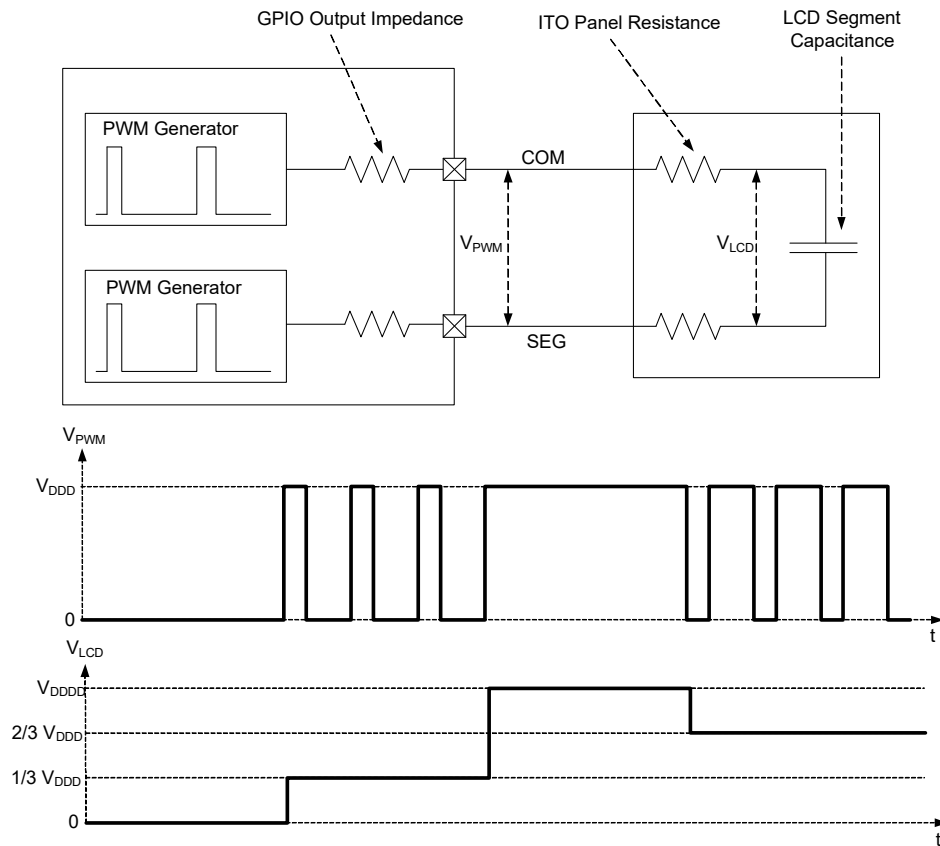 GPIO Output Impedance
ITO Panel Resistance
LCD Segment
Capacitance
PWM Generator
COM
VPWM
VLCD
PWM Generator
SEG
VPWM
VDDD
0
t
VLCD
VDDDD
2/3 VDDD
1/3 VDDD
0
t